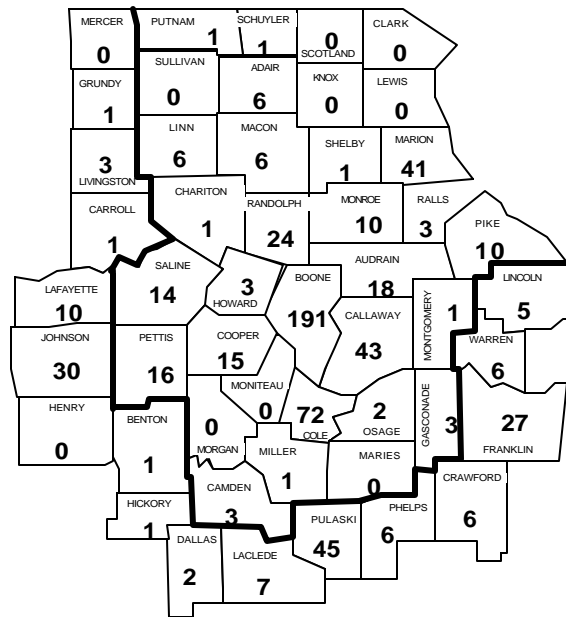 MERCER
0
PUTNAM
1
SCHUYLER
1
0
SCOTLAND
CLARK
0
GRUNDY
1
SULLIVAN
0
ADAIR
6
KNOX
0
LEWIS
0
3
LIVINGSTON
LINN
6
MACON
6
SHELBY
1
MARION
41
CARROLL
1
CHARITON
1
RANDOLPH
24
MONROE
10
RALLS
3
PIKE
10
LAFAYETTE
10
SALINE
14
3
HOWARD
BOONE
191
AUDRAIN
18
CALLAWAY
43
MONTGOMERY
1
LINCOLN
5
JOHNSON
30
PETTIS
16
COOPER
15
WARREN
6
HENRY
0
BENTON
1
0
MORGAN
MONITEAU
0
72
COLE
2
OSAGE
GASCONADE
3
27
FRANKLIN
MILLER
1
MARIES
0
HICKORY
1
CAMDEN
3
PULASKI
45
PHELPS
6
CRAWFORD
6
DALLAS
2
LACLEDE
7